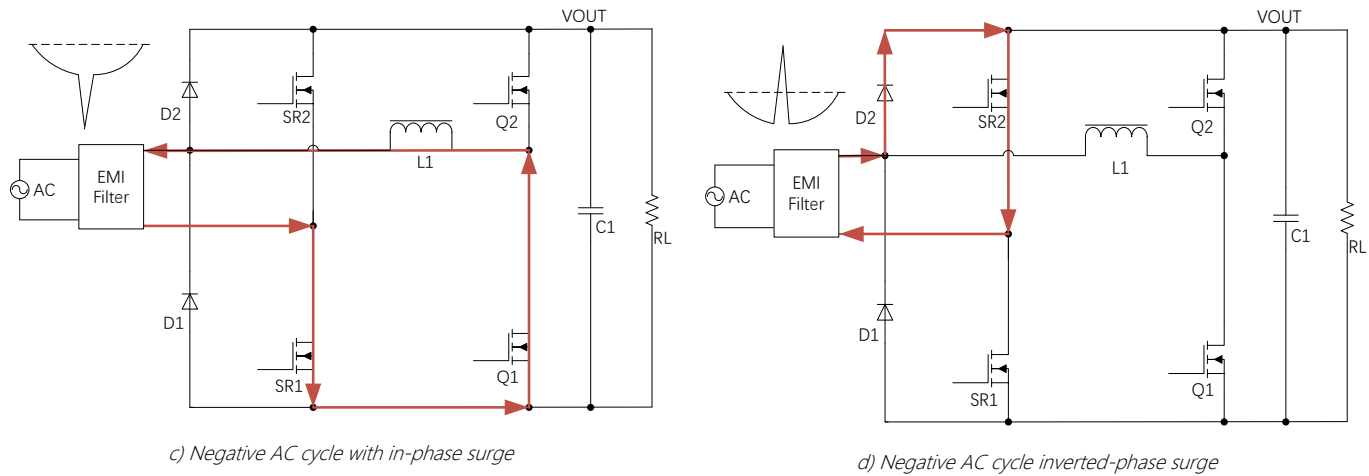 VOUT
D2
SR2
Q2
L1
AC
EMI
Filter
C1
RL
D1
SR1
Q1
c) Negative AC cycle with in-phase surge
VOUT
D2
SR2
Q2
L1
AC
EMI
Filter
C1
RL
D1
SR1
Q1
d) Negative AC cycle inverted-phase surge